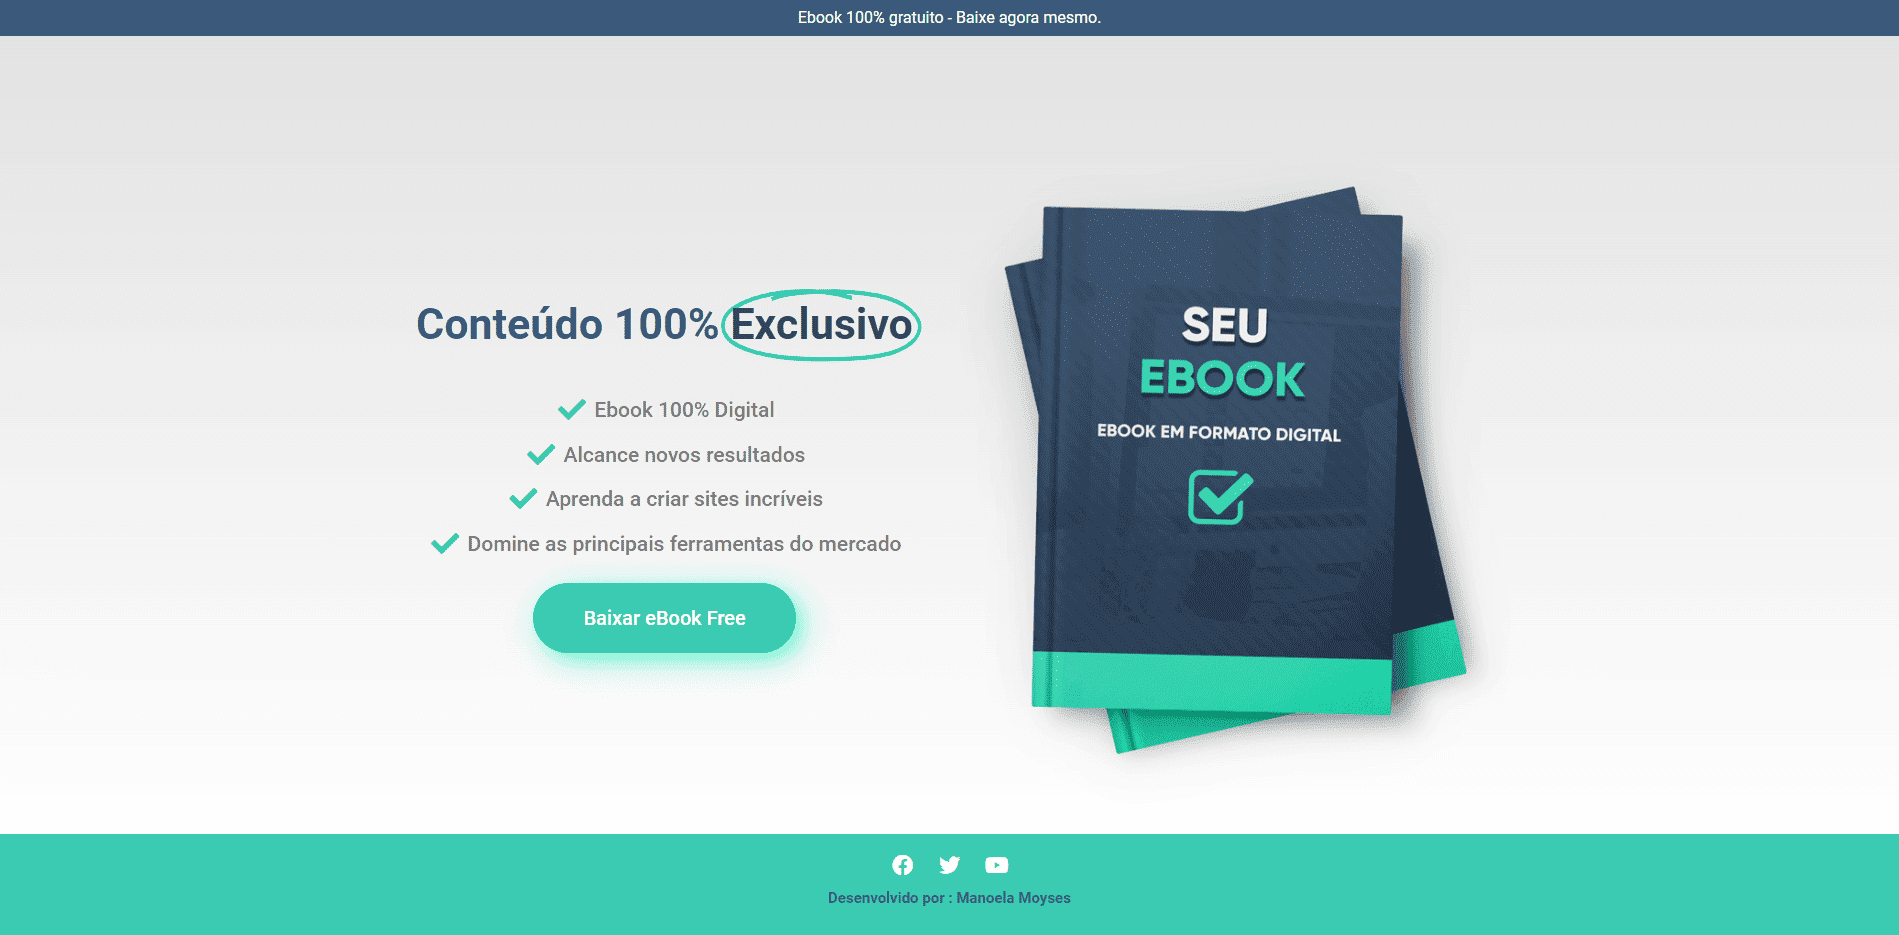 Ebook 100% gratuito - Baixe agora mesmo.
Conteúdo 100% Exclusivo
Ebook 100% Digital
Alcance novos resultados
Aprenda a criar sites incríveis
Domine as principais ferramentas do mercado
Baixar eBook Free
SEU
EBOOK
EBOOK EM FORMATO DIGITAL
Desenvolvido por : Manoela Moyses